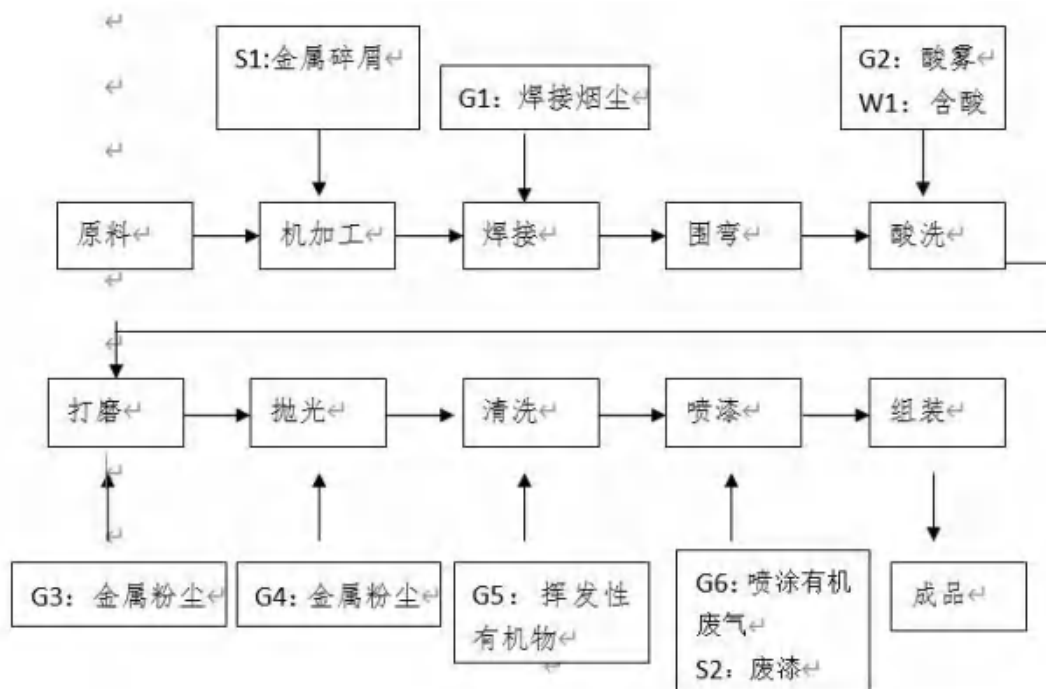 S1:金属碎屑
G1：焊接烟尘
G2：酸雾
W1：含酸
原料
机加工
焊接
围弯
酸洗
打磨
抛光
清洗
喷漆
组装
G3：金属粉尘
G4：金属粉尘
G5：挥发性
有机物
G6：喷涂有机
废气
S2：废漆
成品